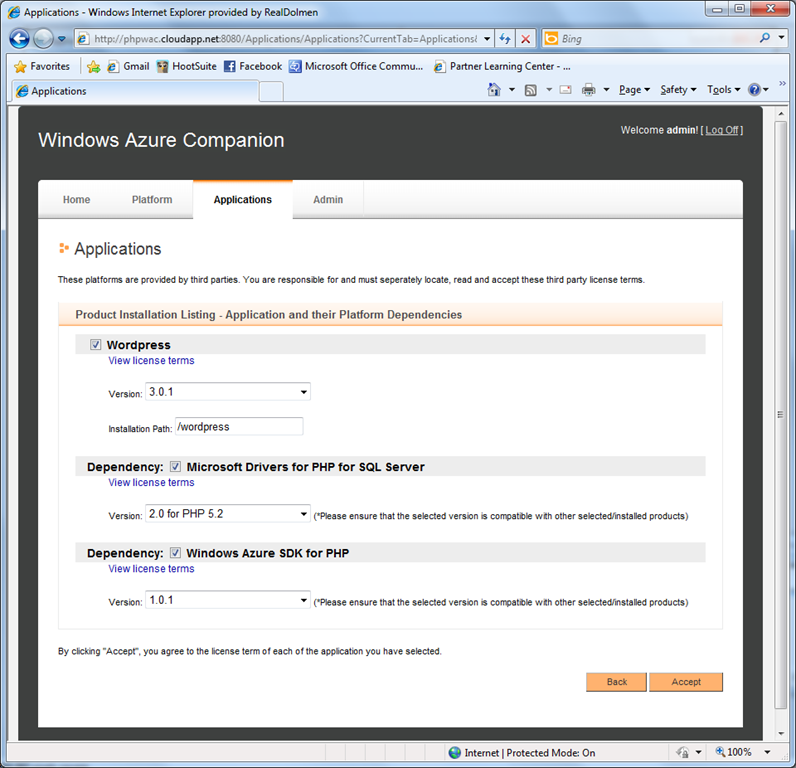 Applications - Windows Internet Explorer provided by RealDolmen
http://phpwac.cloudapp.net:8080/Applications/Applications?CurrentTab=Applications(
Bing
Favorites
Gmail
HootSuite
Facebook
Microsoft Office Commu...
Partner Learning Center - ...
Applications
Page
Safety
Tools
Windows Azure Companion
Welcome admin! [ Log Off ]
Home
Platform
Applications
Admin
Applications
These platforms are provided by third parties. You are responsible for and must seperately locate, read and accept these third party license terms.
Product Installation Listing - Application and their Platform Dependencies
Wordpress
View license terms
Version: 3.0.1
Installation Path: /wordpress
Dependency: Microsoft Drivers for PHP for SQL Server
View license terms
Version: 2.0 for PHP 5.2 (*Please ensure that the selected version is compatible with other selected/installed products)
Dependency: Windows Azure SDK for PHP
View license terms
Version: 1.0.1 (*Please ensure that the selected version is compatible with other selected/installed products)
By clicking "Accept", you agree to the license term of each of the application you have selected.
Back
Accept
Internet | Protected Mode: On
100%